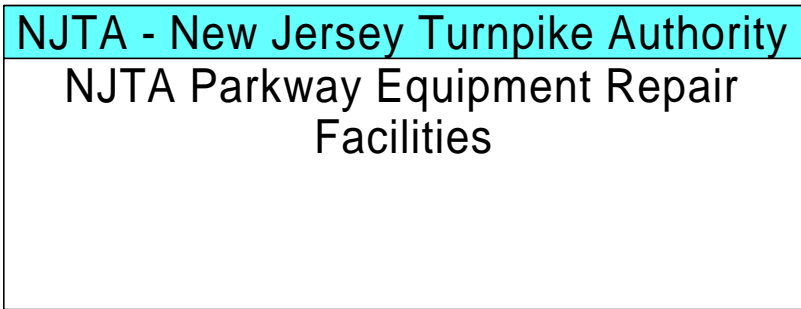 NJTA - New Jersey Turnpike Authority
NJTA Parkway Equipment Repair
Facilities